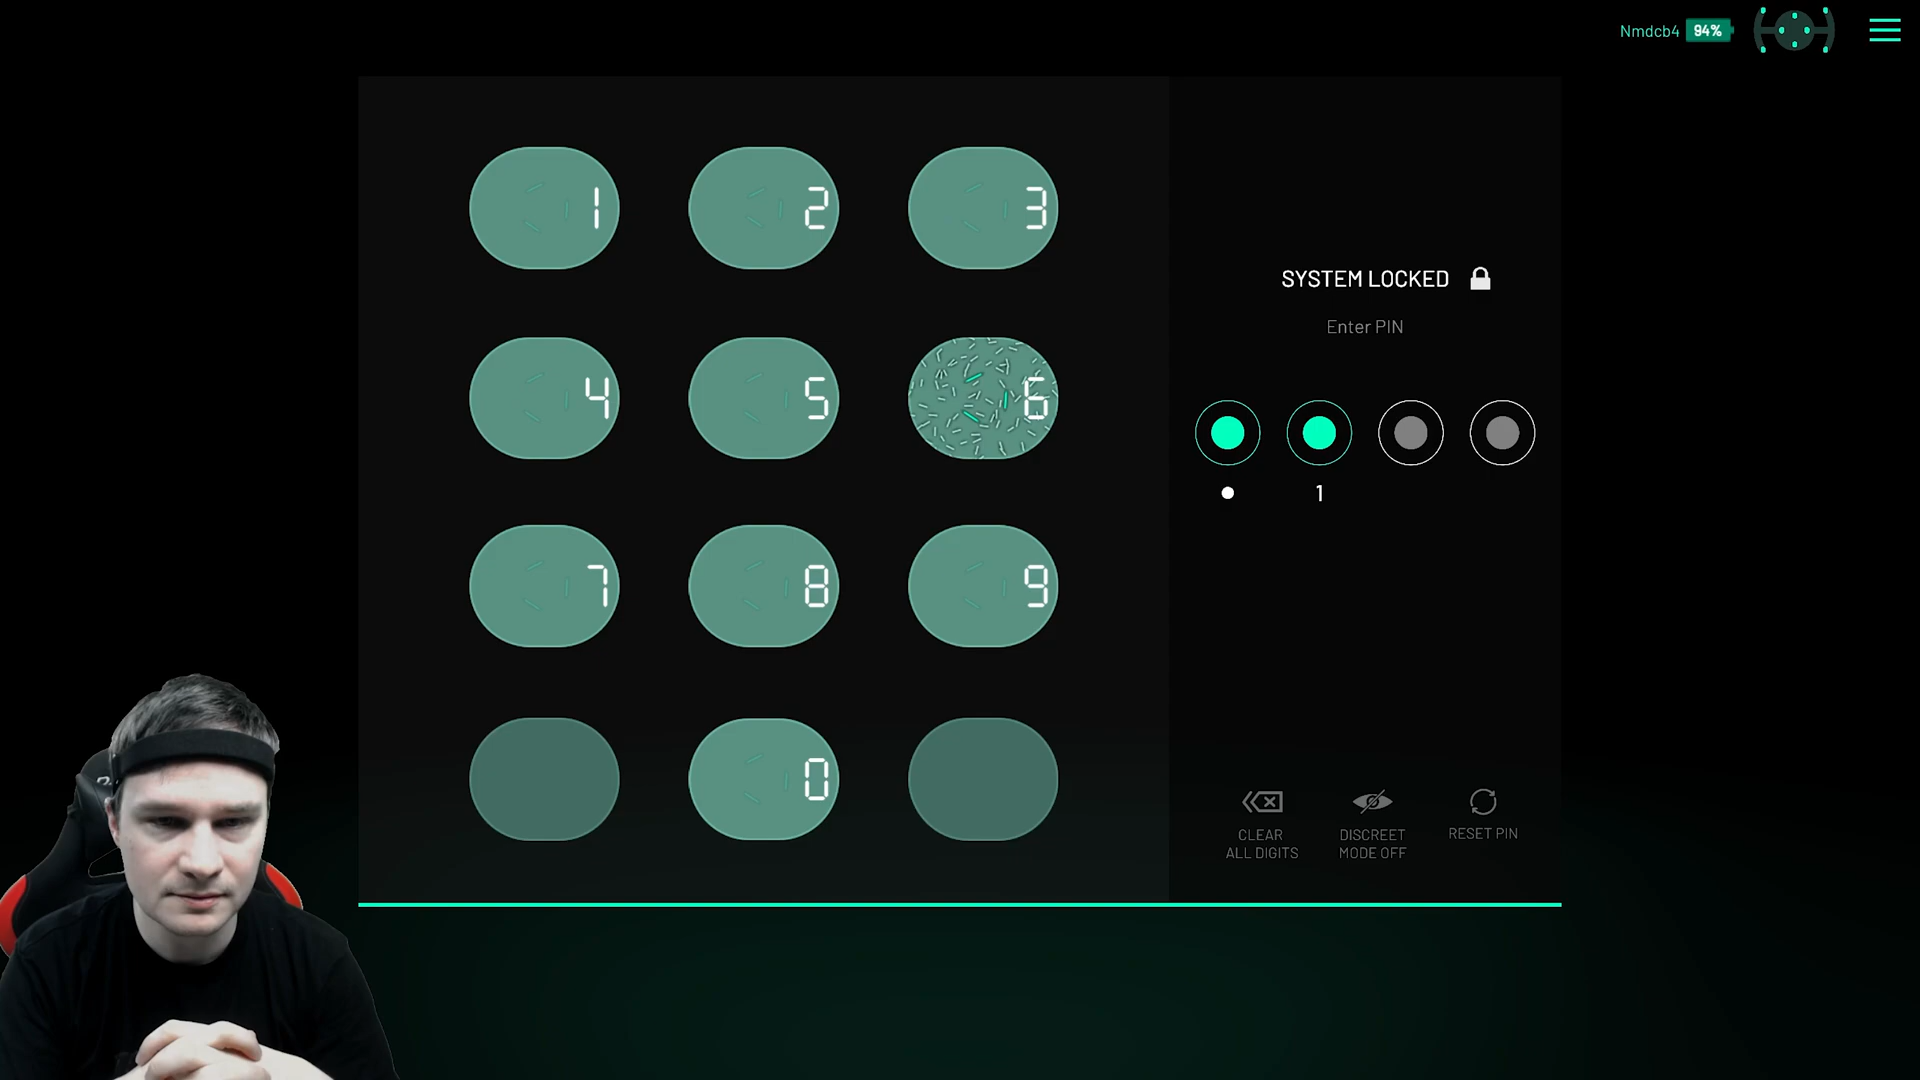 Nmdcb4 94%
1 2 3
4 5 6
7 8 9
0
SYSTEM LOCKED
Enter PIN
1
CLEAR
ALL DIGITS
DISCREET
MODE OFF
RESET PIN